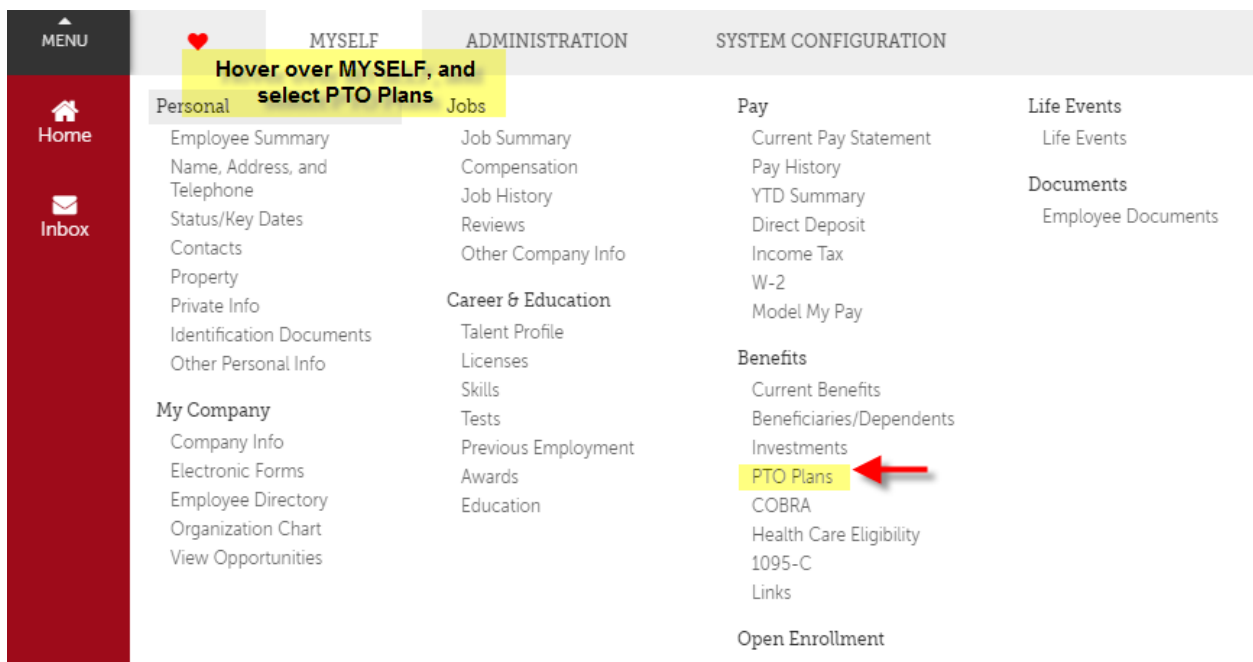 MENU
MYSELF
ADMINISTRATION
SYSTEM CONFIGURATION
Hover over MYSELF, and
select PTO Plans
Home
Inbox
Personal
Employee Summary
Name, Address, and
Telephone
Status/Key Dates
Contacts
Property
Private Info
Identification Documents
Other Personal Info
My Company
Company Info
Electronic Forms
Employee Directory
Organization Chart
View Opportunities
Jobs
Job Summary
Compensation
Job History
Reviews
Other Company Info
Career & Education
Talent Profile
Licenses
Skills
Tests
Previous Employment
Awards
Education
Pay
Current Pay Statement
Pay History
YTD Summary
Direct Deposit
Income Tax
W-2
Model My Pay
Benefits
Current Benefits
Beneficiaries/Dependents
Investments
PTO Plans
COBRA
Health Care Eligibility
1095-C
Links
Open Enrollment
Life Events
Life Events
Documents
Employee Documents